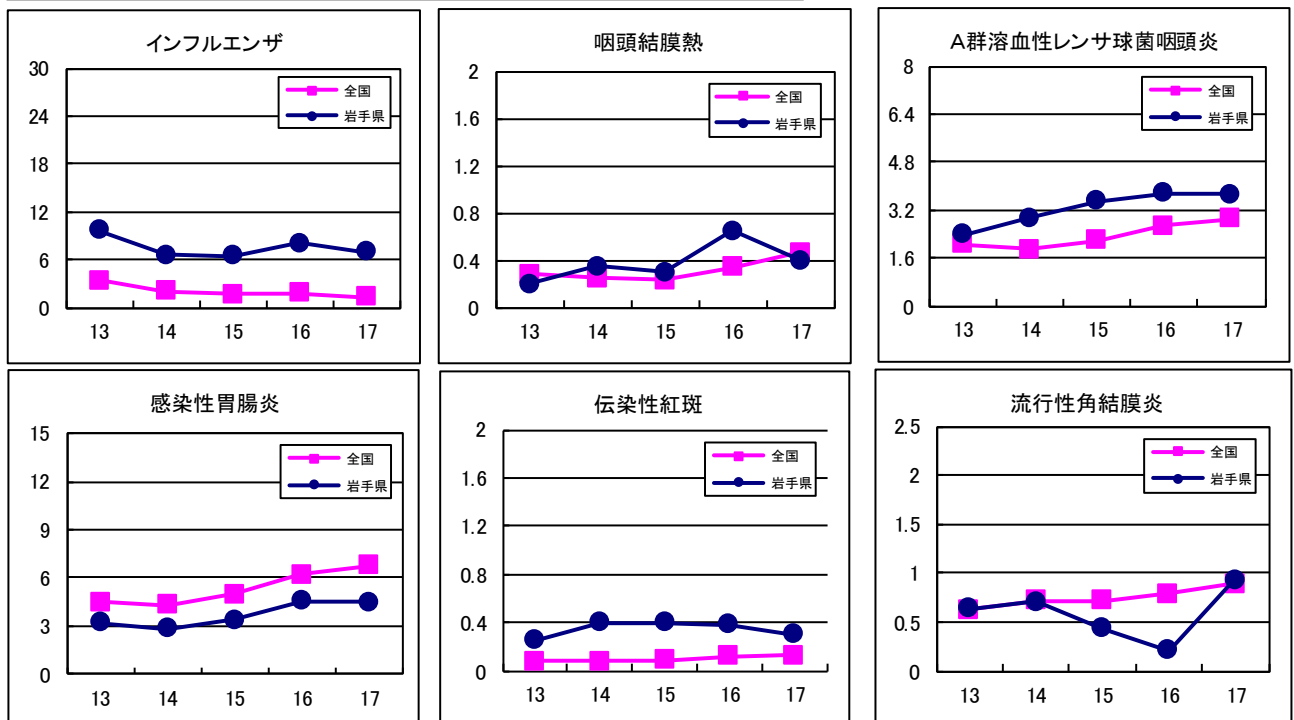 インフルエンザ
30
24
18
12
6
0
全国
岩手県
13 14 15 16 17
咽頭結膜熱
2
1.6
1.2
0.8
0.4
0
全国
岩手県
13 14 15 16 17
A群溶血性レンサ球菌咽頭炎
8
6.4
4.8
3.2
1.6
0
全国
岩手県
13 14 15 16 17
感染性胃腸炎
15
12
9
6
3
0
全国
岩手県
13 14 15 16 17
伝染性紅斑
2
1.6
1.2
0.8
0.4
0
全国
岩手県
13 14 15 16 17
流行性角結膜炎
2.5
2
1.5
1
0.5
0
全国
岩手県
13 14 15 16 17